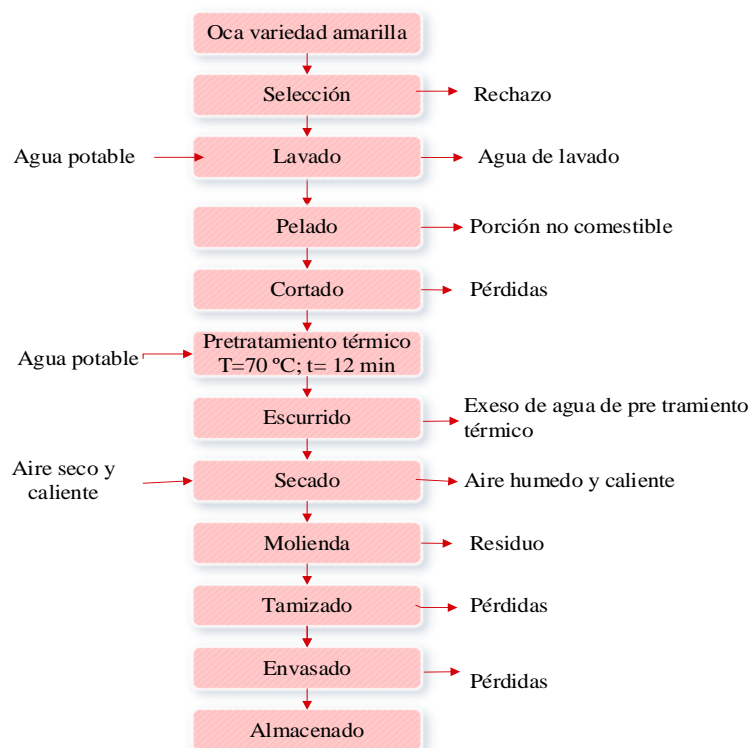 Oca variedad amarilla
Selección
Rechazo
Agua potable
Lavado
Agua de lavado
Pelado
Porción no comestible
Cortado
Pérdidas
Agua potable
Pretratamiento térmico
T=70 ºC; t= 12 min
Escurrido
Exeso de agua de pre tramiento
térmico
Aire seco y
caliente
Secado
Aire humedo y caliente
Molienda
Residuo
Tamizado
Pérdidas
Envasado
Pérdidas
Almacenado